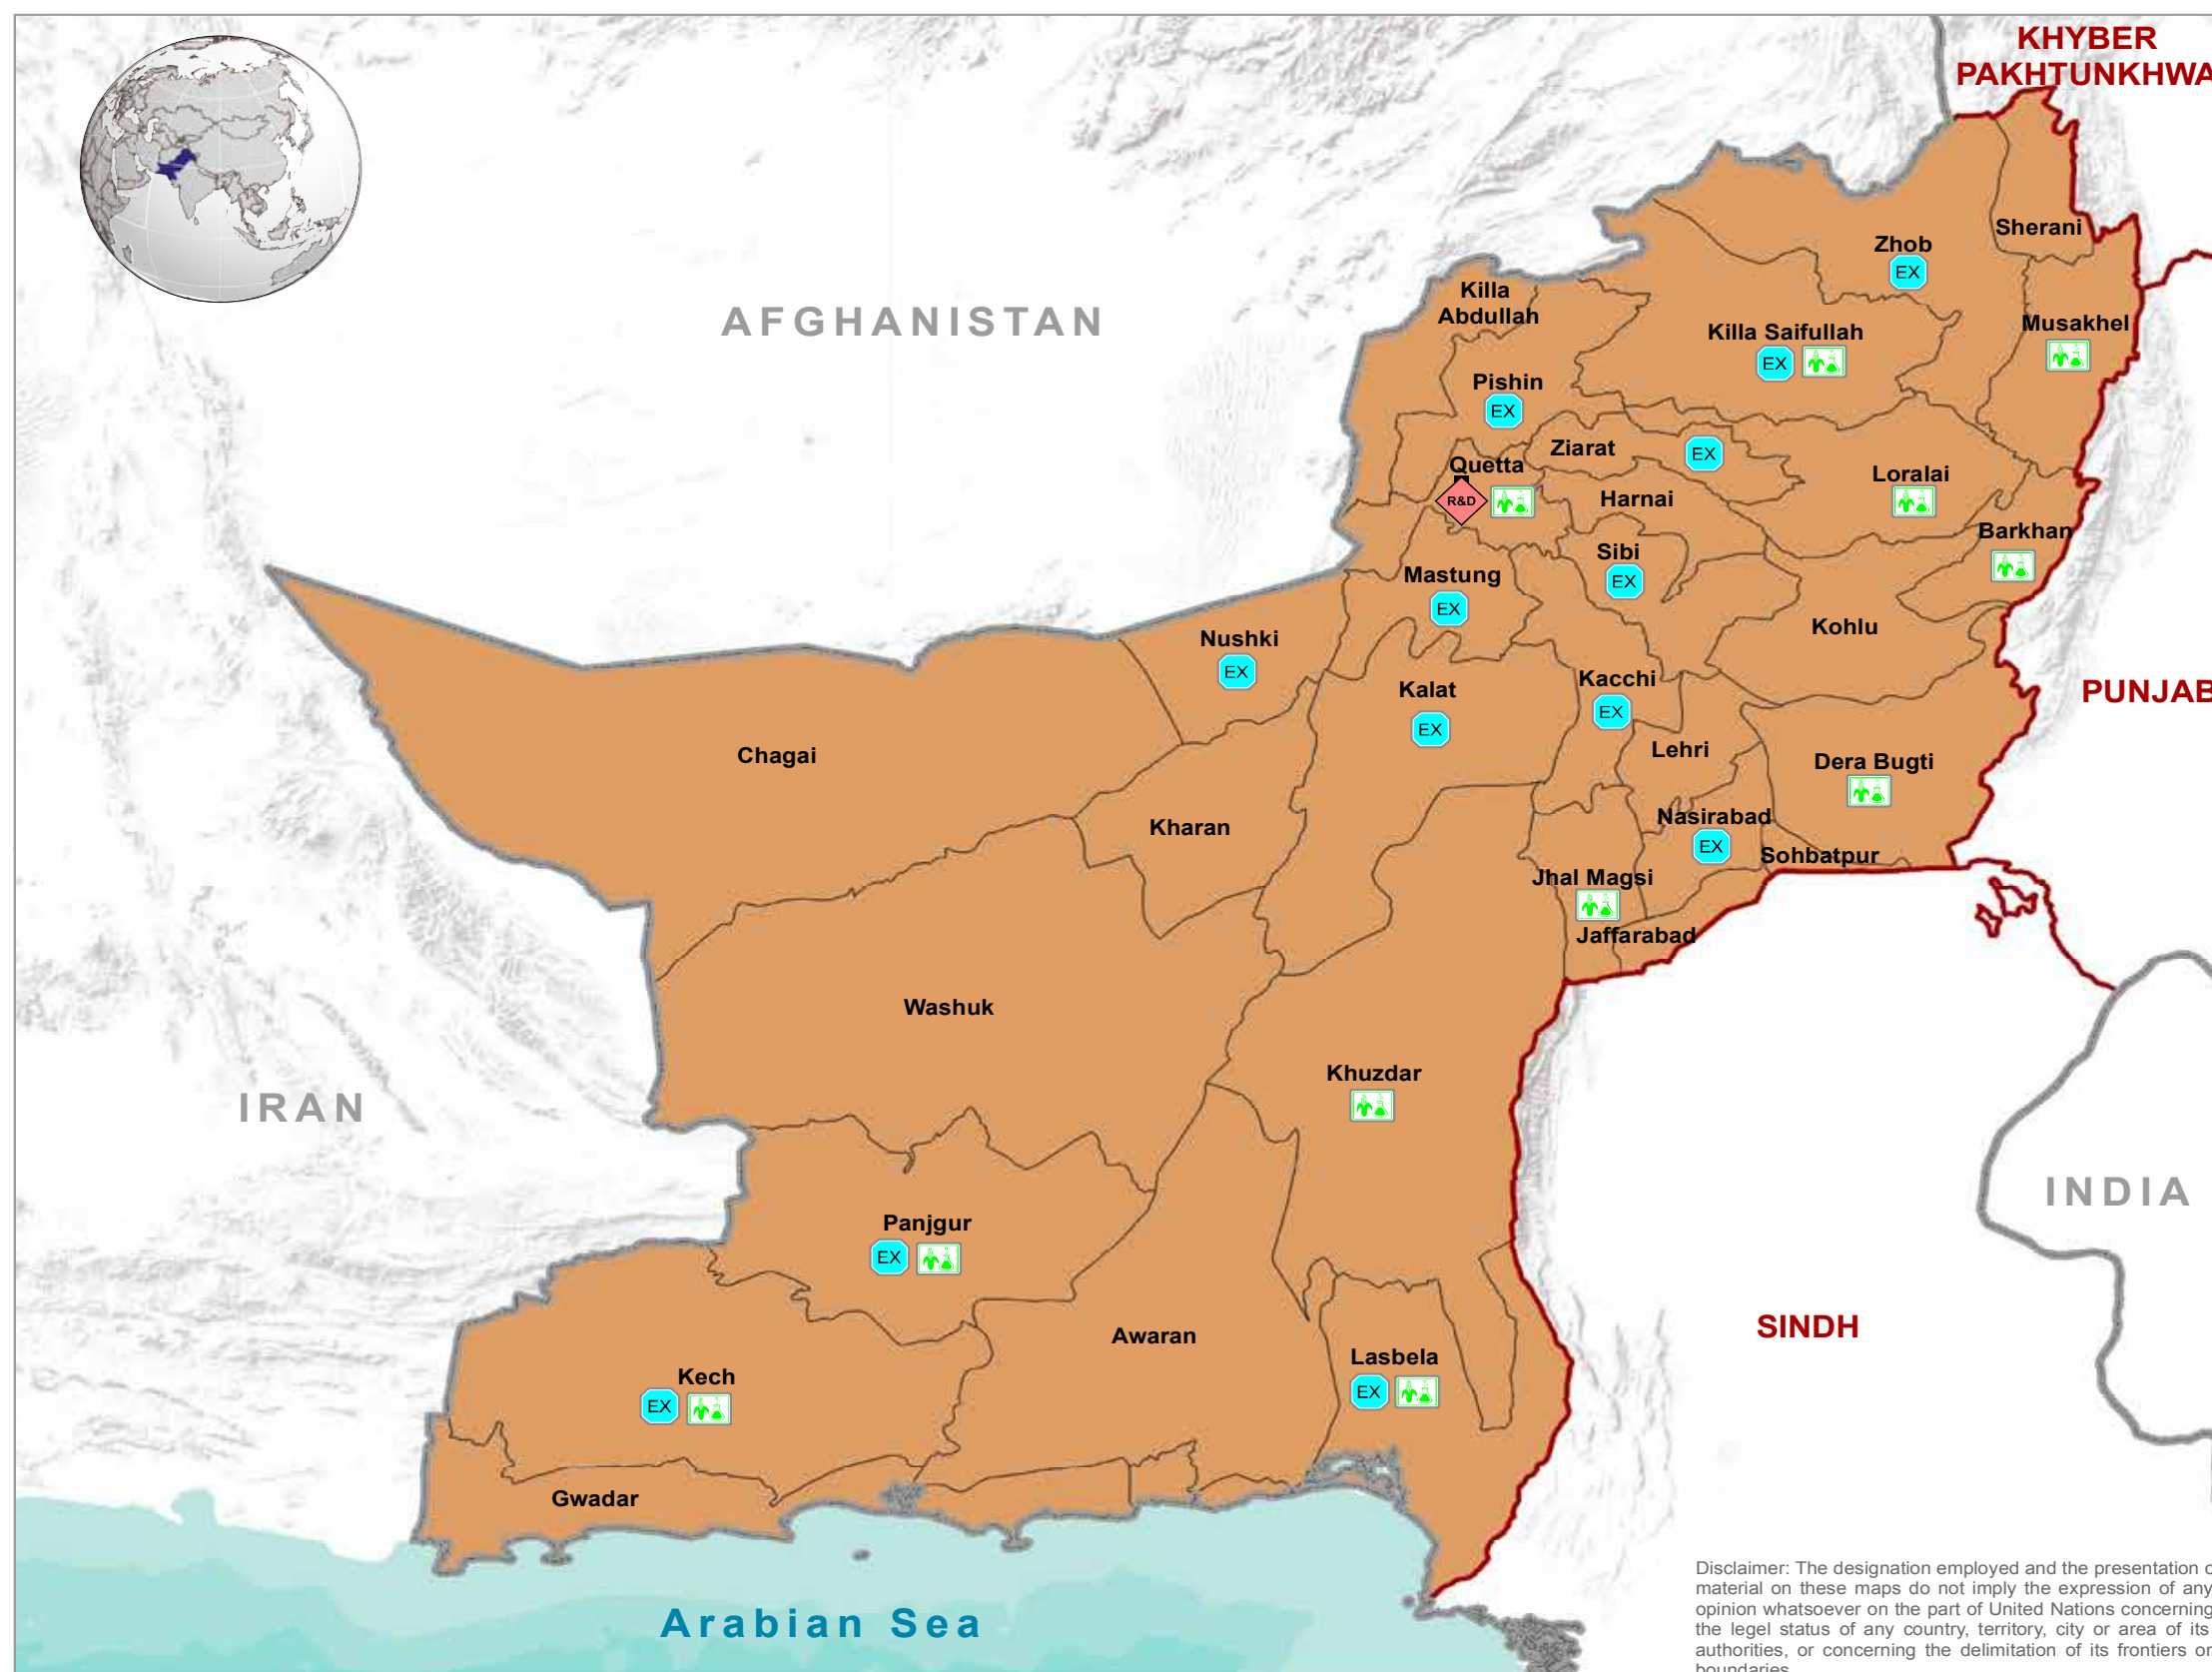 KHYBER
PAKHTUNKHWA
Sherani
Zhob
EX
Killa
Abdullah
AFGHANISTAN
Musakhel
Killa Saifullah
EX
Pishin
EX
Ziarat
EX
Quetta
R&D
Loralai
Harnai
Barkhan
Sibi
EX
Mastung
EX
Kohlu
Nushki
EX
Kacchi
EX
Kalat
EX
PUNJAB
Lehri
Chagai
Dera Bugti
Nasirabad
EX
Kharan
Sohbatpur
Jhal Magsi
Jaffarabad
Washuk
Khuzdar
IRAN
INDIA
Panjgur
EX
SINDH
Awaran
Lasbela
EX
Kech
EX
Gwadar
Arabian Sea
Disclaimer: The designation employed and the presentation o
material on these maps do not imply the expression of any
opinion whatsoever on the part of United Nations concerning
the legel status of any country, territory, city or area of its
authorities, or concerning the delimitation of its frontiers or
boundaries